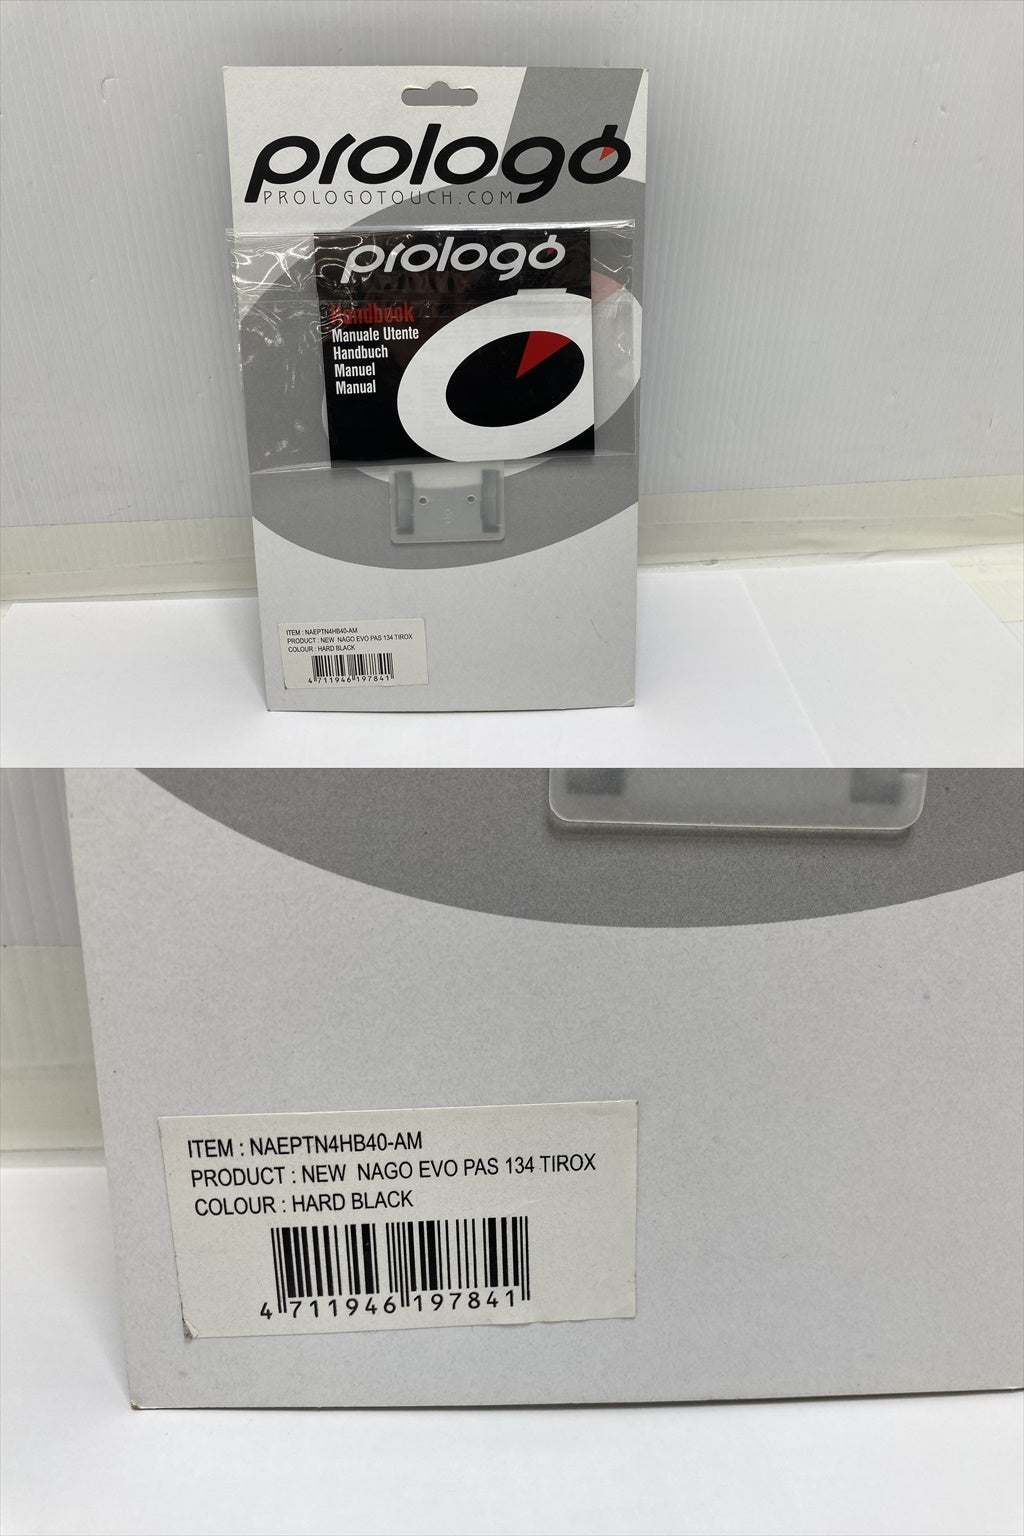 prologo
PROLOGOTOUCH.COM
prologo
Handbook
Manuale Utente
Handbuch
Manuel
Manual
ITEM : NAEPTN4HB40-AM
PRODUCT : NEW NAGO EVO PAS 134 TIROX
COLOUR : HARD BLACK
4 711946 197841
ITEM : NAEPTN4HB40-AM
PRODUCT : NEW NAGO EVO PAS 134 TIROX
COLOUR : HARD BLACK
4 711946 197841